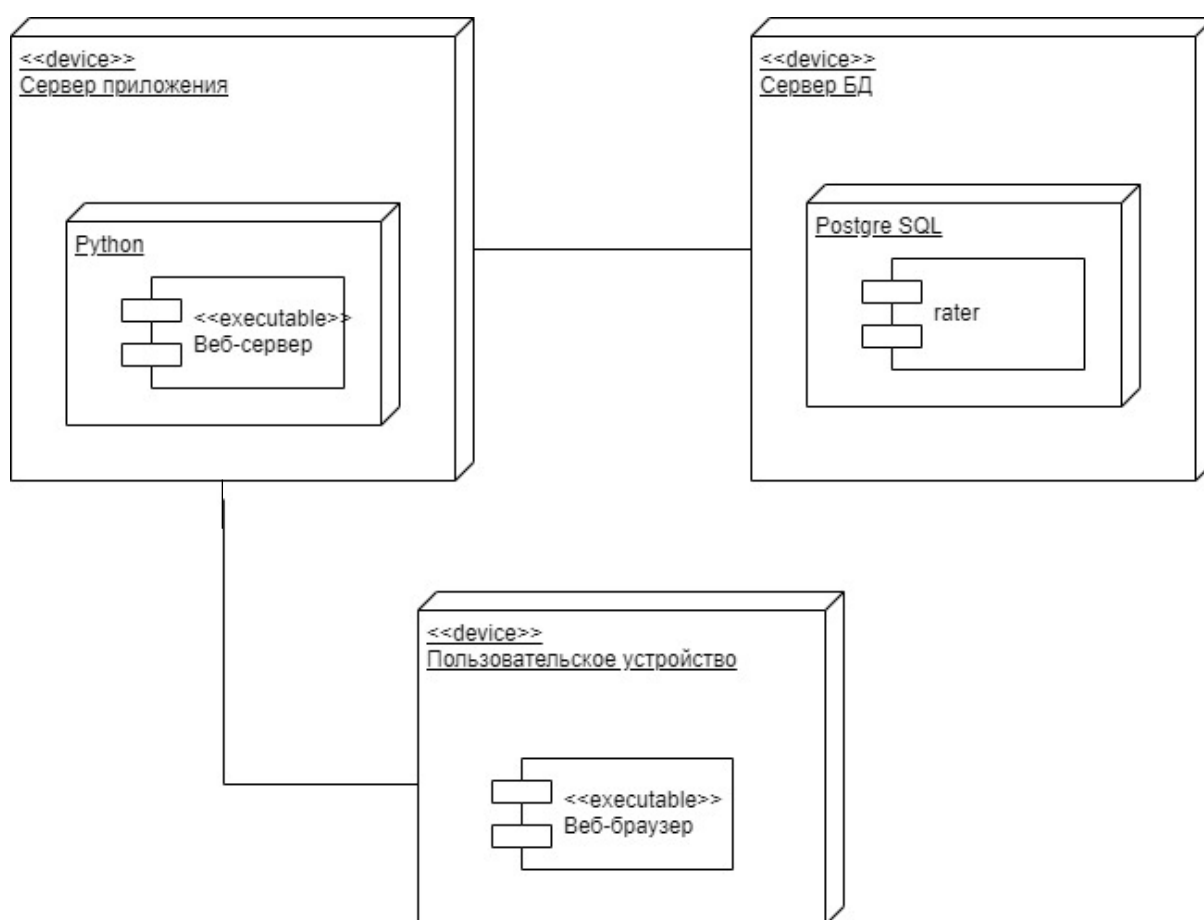 <<device>>
Сервер приложения
Python
<<executable>>
Веб-сервер
<<device>>
Сервер БД
Postgre SQL
rater
<<device>>
Пользовательское устройство
<<executable>>
Веб-браузер